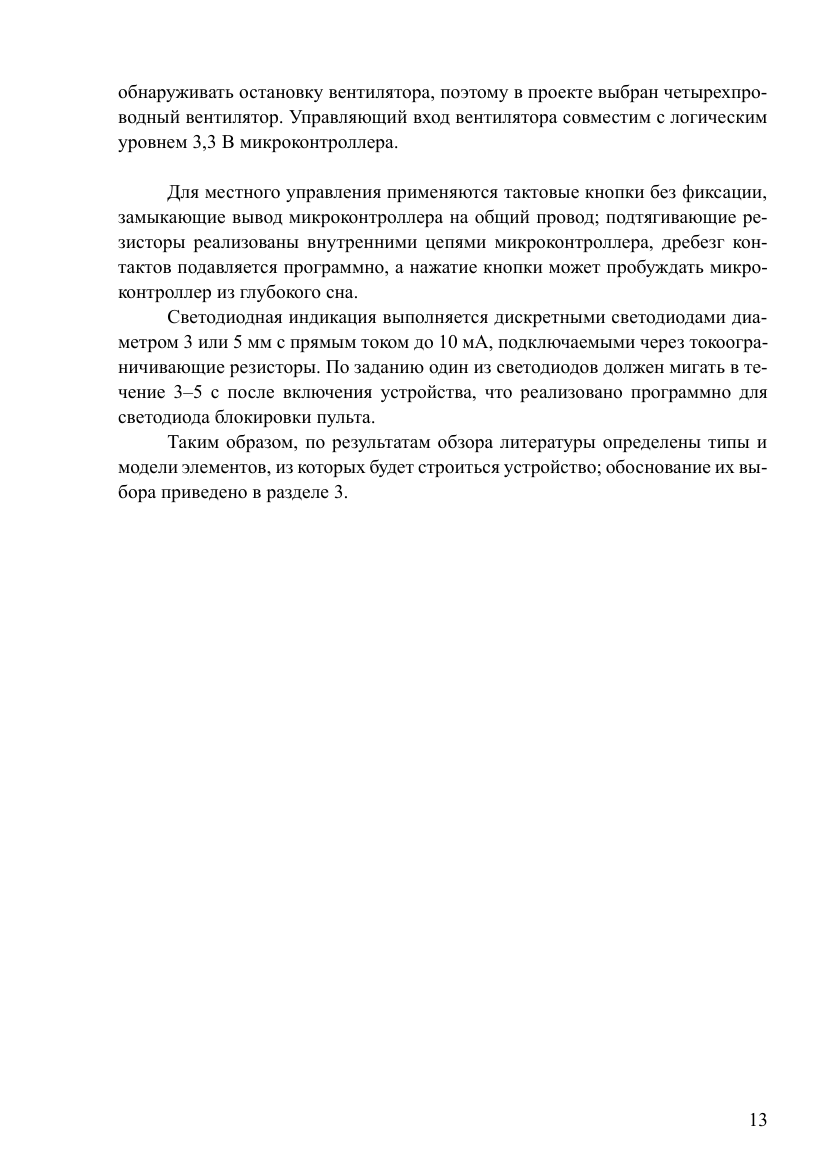 обнаруживать остановку вентилятора, поэтому в проекте выбран четырехпро-
водный вентилятор. Управляющий вход вентилятора совместим с логическим
уровнем 3,3 В микроконтроллера.
Для местного управления применяются тактовые кнопки без фиксации,
замыкающие вывод микроконтроллера на общий провод; подтягивающие ре-
зисторы реализованы внутренними цепями микроконтроллера, дребезг кон-
тактов подавляется программно, а нажатие кнопки может пробуждать микро-
контроллер из глубокого сна.
Светодиодная индикация выполняется дискретными светодиодами диа-
метром 3 или 5 мм с прямым током до 10 мА, подключаемыми через токоогра-
ничивающие резисторы. По заданию один из светодиодов должен мигать в те-
чение 3–5 с после включения устройства, что реализовано программно для
светодиода блокировки пульта.
Таким образом, по результатам обзора литературы определены типы и
модели элементов, из которых будет строиться устройство; обоснование их вы-
бора приведено в разделе 3.
13